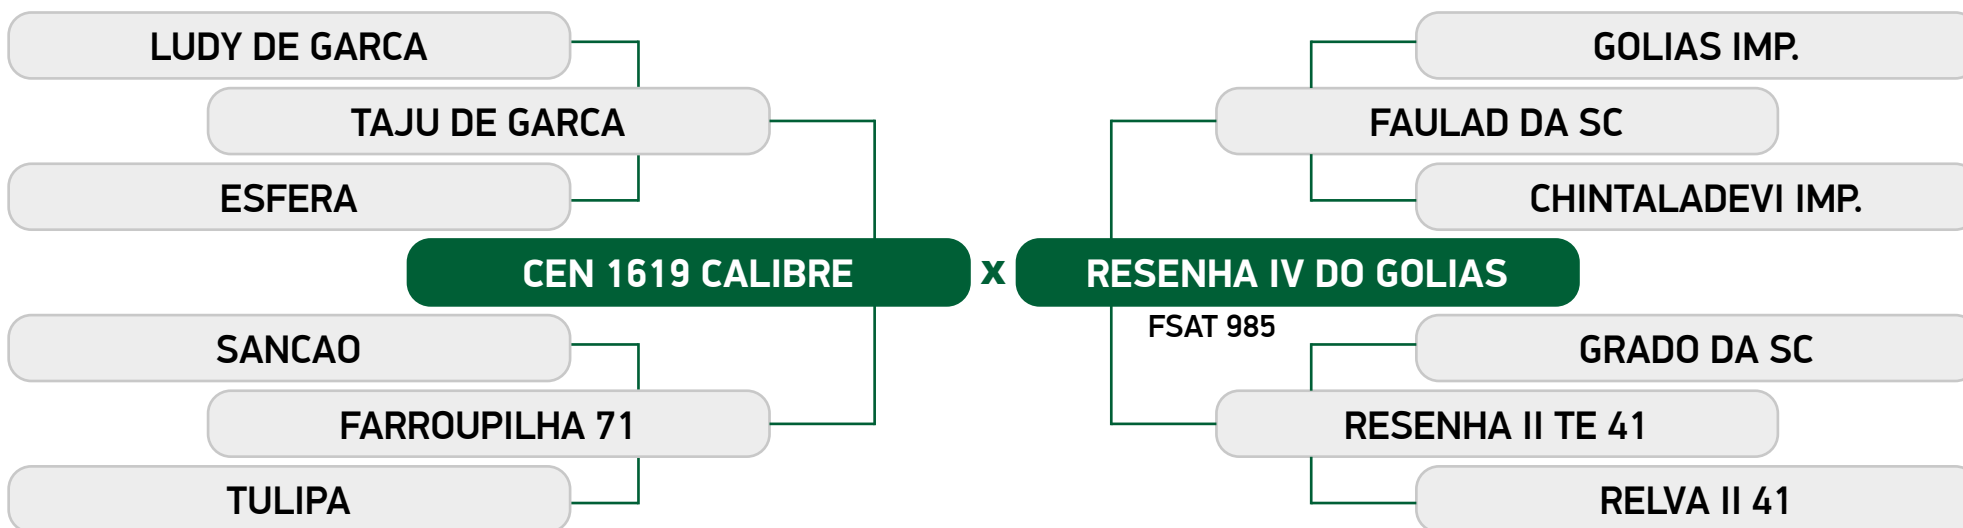 LUDY DE GARCA
GOLIAS IMP.
TAJU DE GARCA
FAULAD DA SC
ESFERA
CHINTALADEVI IMP.
CEN 1619 CALIBRE
x
RESENHA IV DO GOLIAS
FSAT 985
SANCAO
GRADO DA SC
FARROUPILHA 71
RESENHA II TE 41
TULIPA
RELVA II 41